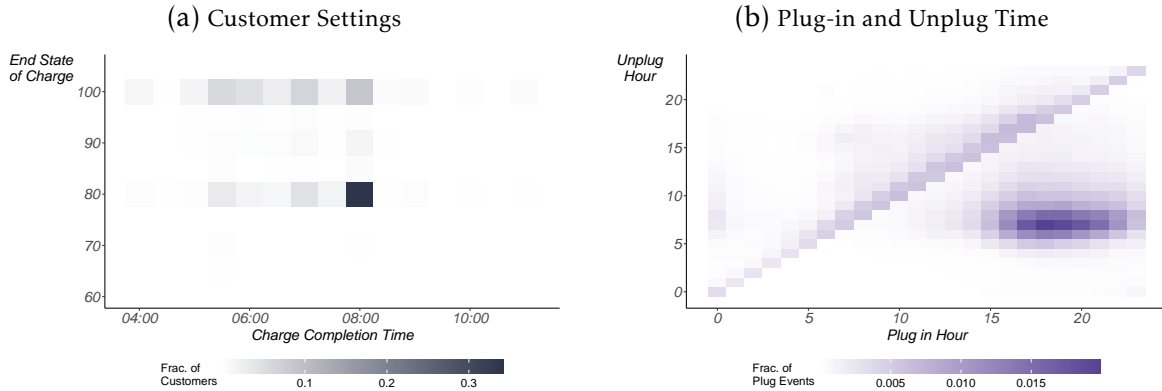 (a) Customer Settings
End State
of Charge
100
90
80
70
60
04:00 06:00 08:00 10:00
Charge Completion Time
Frac. of
Customers
0.1 0.2 0.3
(b) Plug-in and Unplug Time
Unplug
Hour
20
15
10
5
0
0 5 10 15 20
Plug in Hour
Frac. of
Plug Events
0.005 0.010 0.015